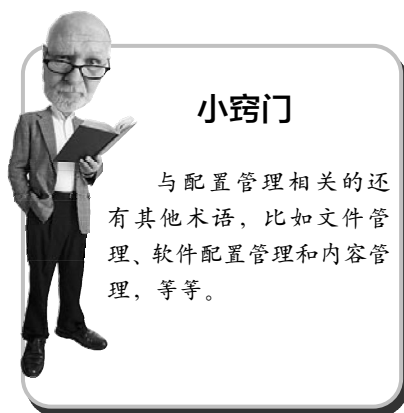 小窍门
与配置管理相关的还
有其他术语，比如文件管
理、软件配置管理和内容管
理，等等。